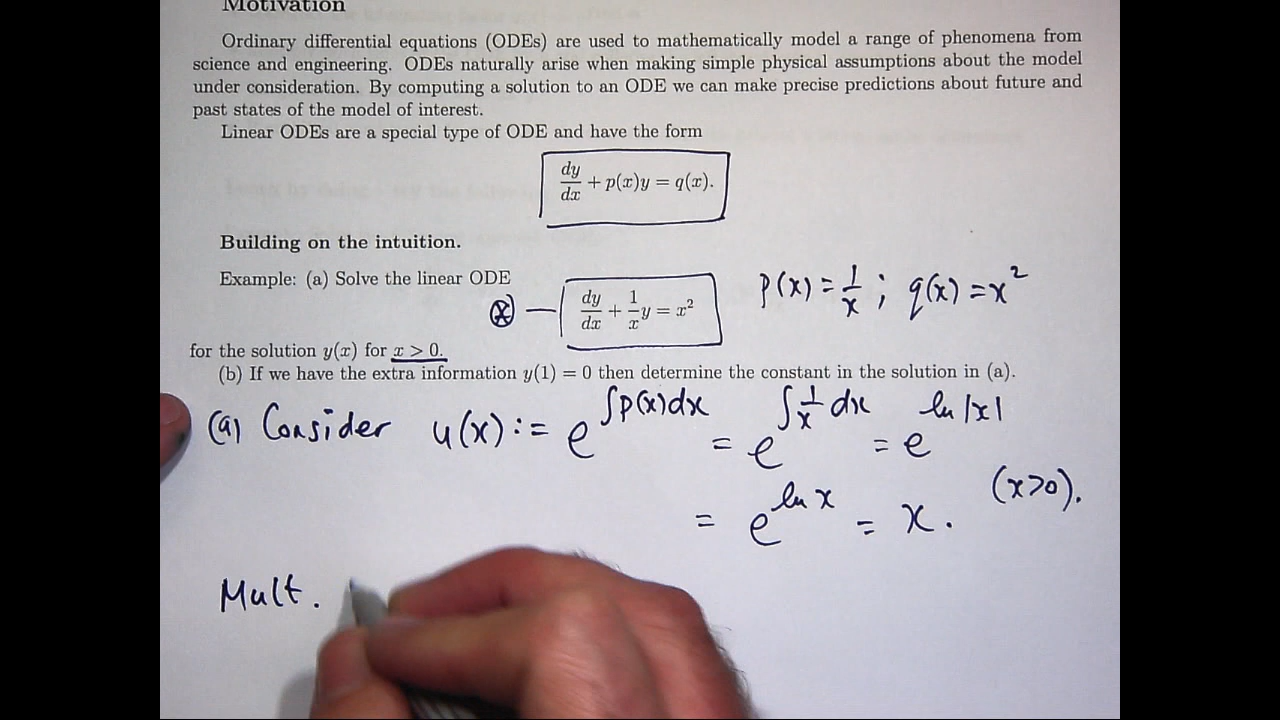 Motivation
Ordinary differential equations (ODEs) are used to mathematically model a range of phenomena from
science and engineering. ODEs naturally arise when making simple physical assumptions about the model
under consideration. By computing a solution to an ODE we can make precise predictions about future and
past states of the model of interest.
Linear ODEs are a special type of ODE and have the form
dy/dx + p(x)y = q(x).
Building on the intuition.
Example: (a) Solve the linear ODE
⊛ — dy/dx + 1/x y = x² p(x) = 1/x ; q(x) = x²
for the solution y(x) for x > 0.
(b) If we have the extra information y(1) = 0 then determine the constant in the solution in (a).
(a) Consider u(x) := e^∫p(x)dx = e^∫1/x dx = e^ln|x|
= e^ln x = x. (x>0).
Mult.